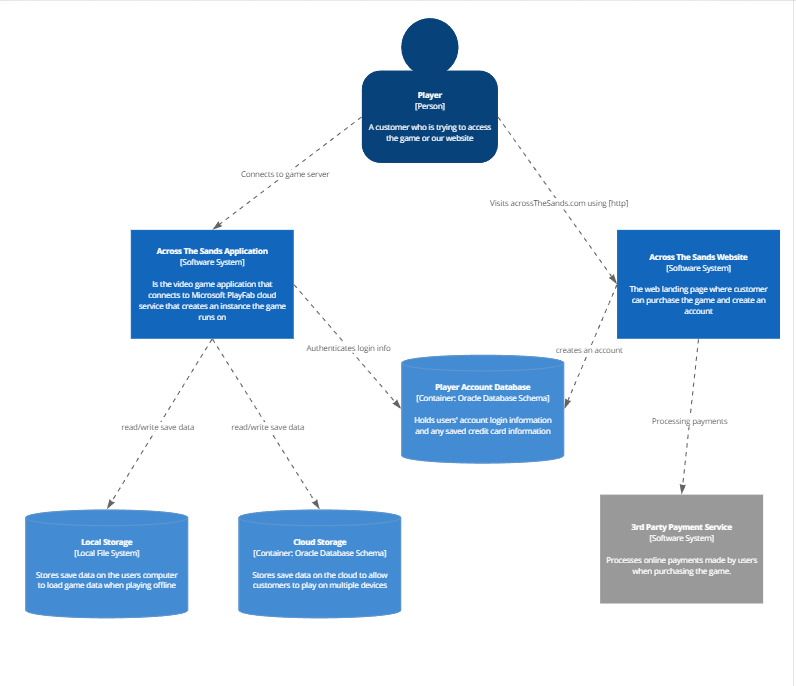 Player
[Person]
A customer who is trying to access
the game or our website
Connects to game server
Visits acrossTheSands.com using [http]
Across The Sands Application
[Software System]
Is the video game application that
connects to Microsoft PlayFab cloud
service that creates an instance the game
runs on
Across The Sands Website
[Software System]
The web landing page where customer
can purchase the game and create an
account
Authenticates login info
creates an account
Player Account Database
[Container: Oracle Database Schema]
Holds users' account login information
and any saved credit card information
read/write save data
read/write save data
Processing payments
Local Storage
[Local File System]
Stores save data on the users computer
to load game data when playing offline
Cloud Storage
[Container: Oracle Database Schema]
Stores save data on the cloud to allow
customers to play on multiple devices
3rd Party Payment Service
[Software System]
Processes online payments made by users
when purchasing the game.